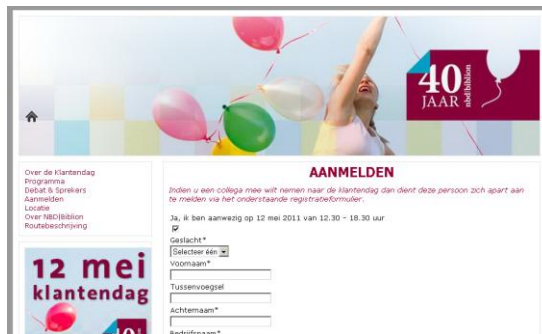 40
JAAR
nbd|biblion
Over de Klantendag
Programma
Debat & Sprekers
Aanmelden
Locatie
Over NBD|Biblion
Routebeschrijving
12 mei
klantendag
40!
AANMELDEN
Indien u een collega mee wilt nemen naar de klantendag dan dient deze persoon zich apart aan
te melden via het onderstaande registratieformulier.
Ja, ik ben aanwezig op 12 mei 2011 van 12.30 - 18.30 uur
Geslacht*
Selecteer één
Voornaam*
Tussenvoegsel
Achternaam*
Bedrijfsnaam*